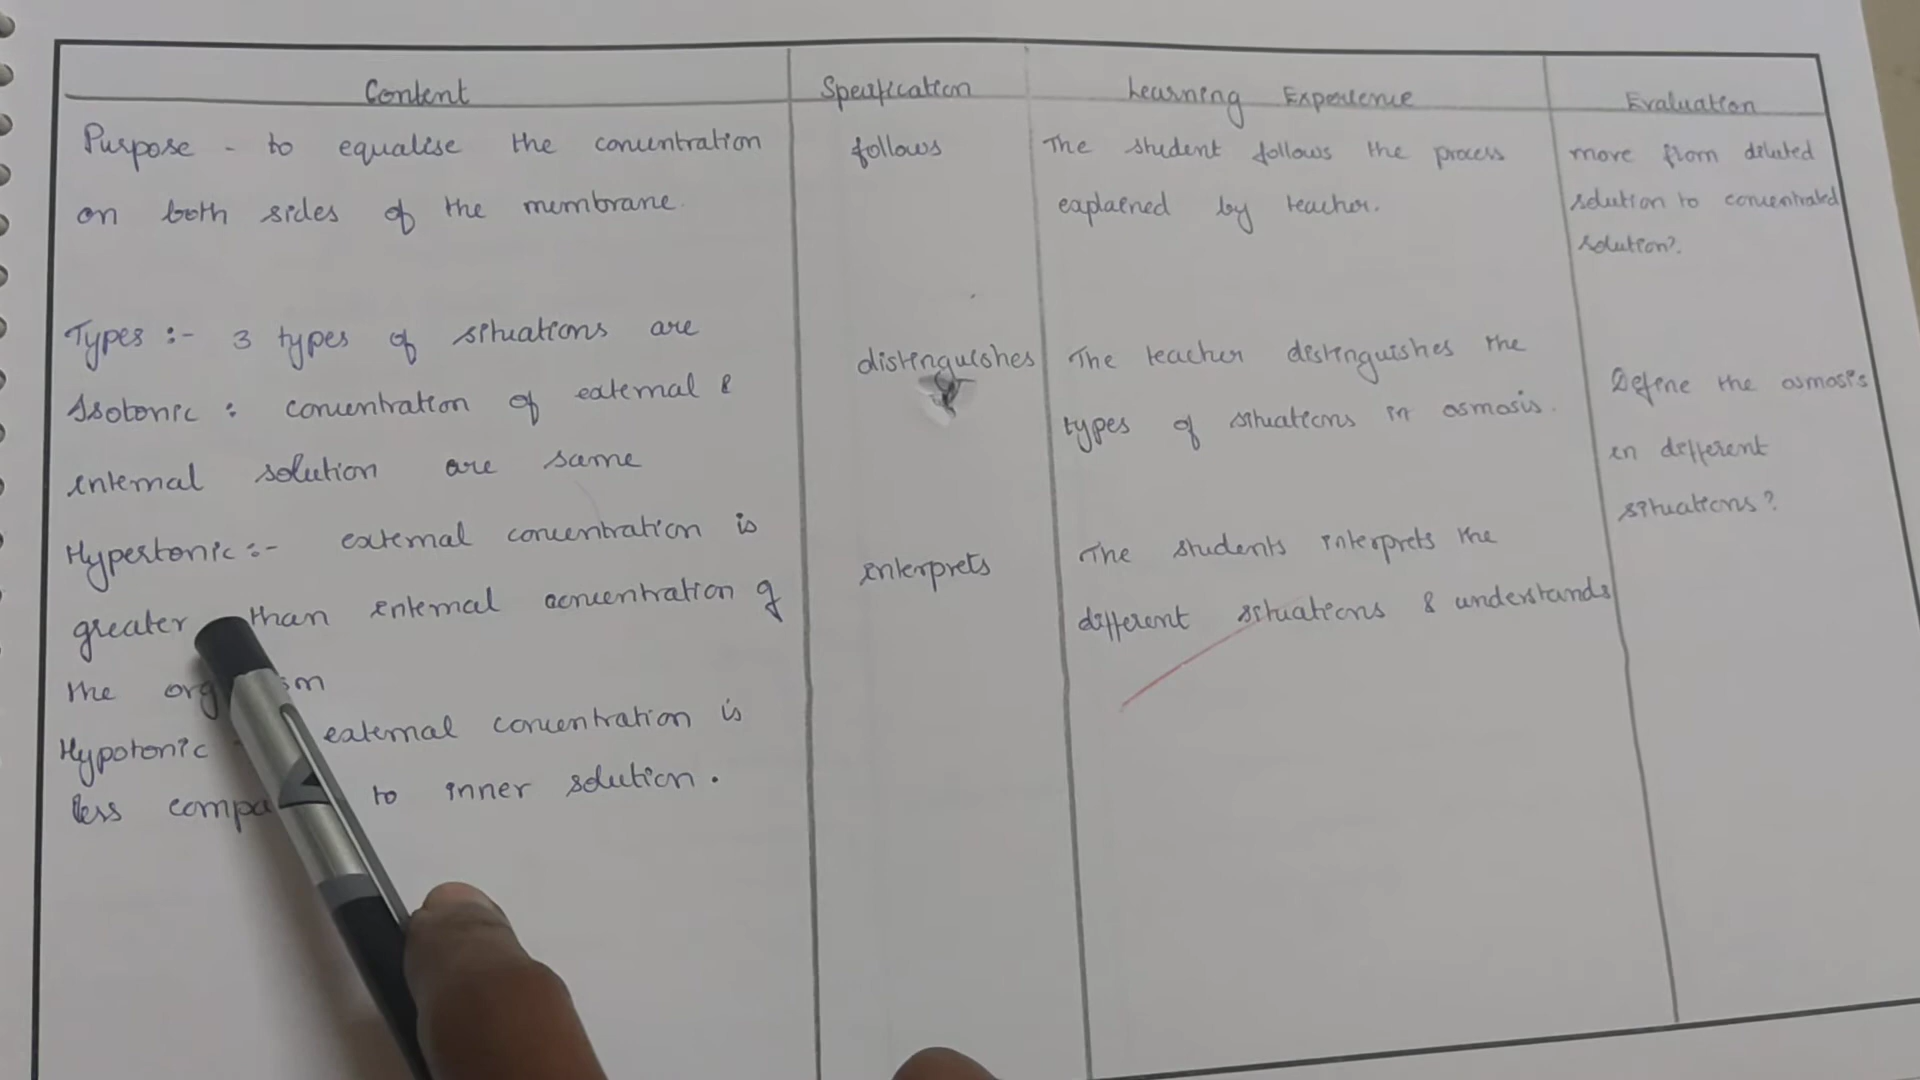 Content
Purpose - to equalise the concentration
on both sides of the membrane.
Types :- 3 types of situations are
Isotonic : concentration of external &
internal solution are same
Hypertonic :- external concentration is
greater than internal concentration of
the
Hypotonic external concentration is
less to inner solution.
Specification
follows
distinguishes
interprets
Learning Experience
The student follows the process
explained by teacher.
The teacher distinguishes the
types of situations in osmosis.
The students interprets the
different situations & understands
Evaluation
move from diluted
solution to concentrated
solution?
Define the osmosis
in different
situations?